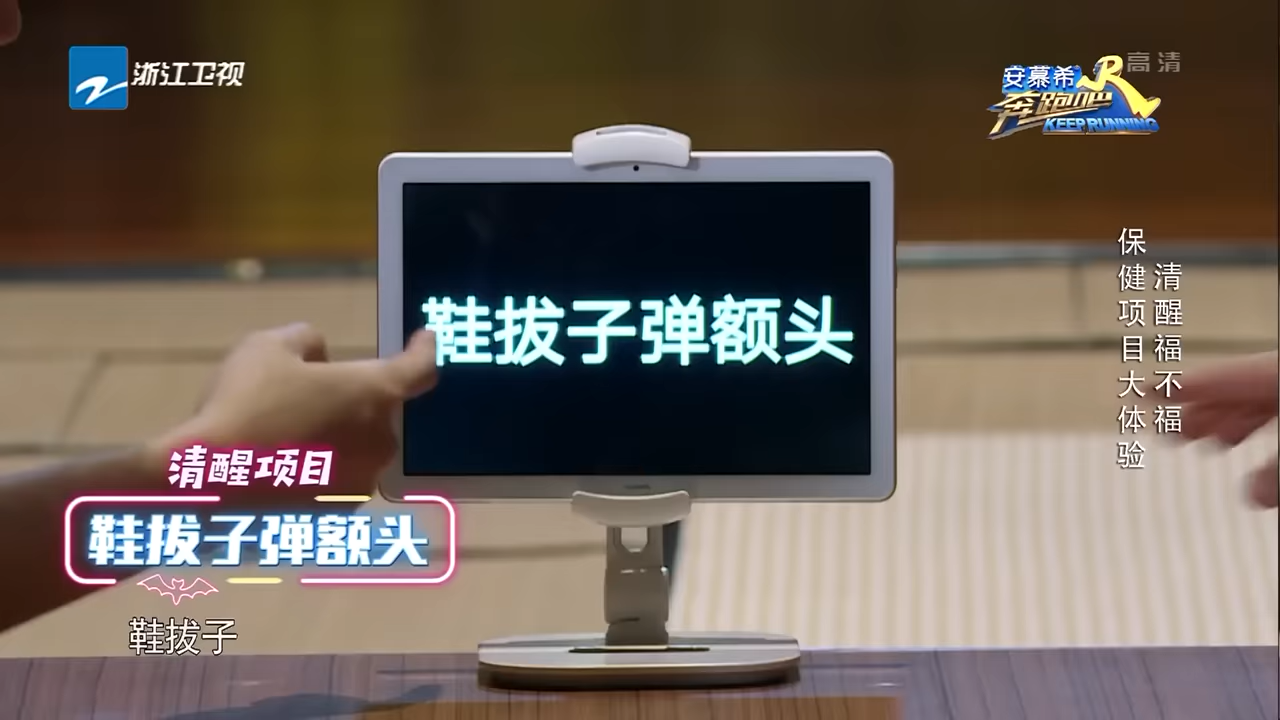 浙江卫视
高清
安慕希
奔跑吧
KEEP RUNNING
鞋拔子弹额头
清醒福不福
保健项目大体验
清醒项目
鞋拔子弹额头
鞋拔子